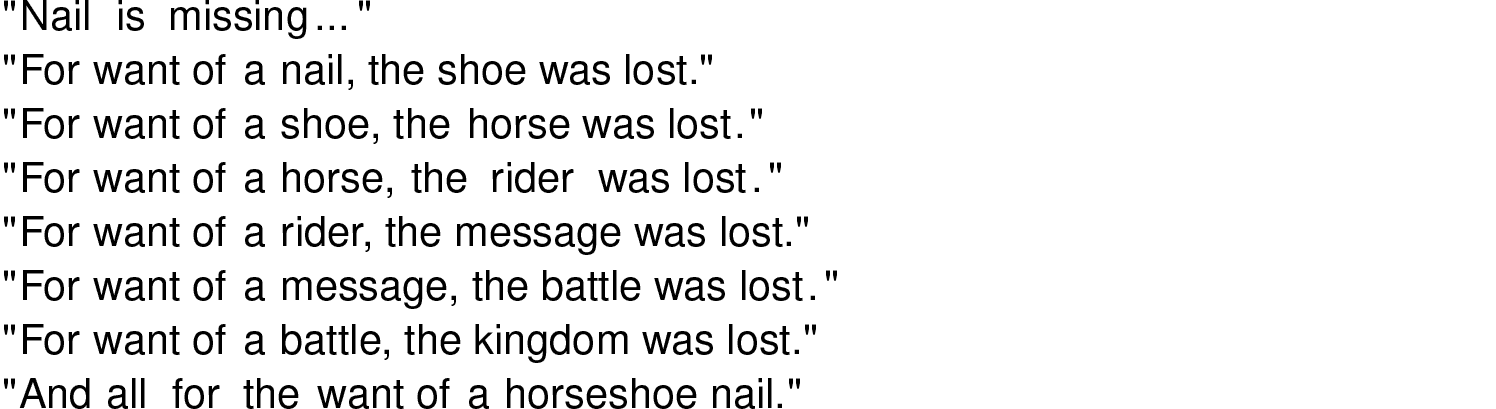 "Nail is missing..."
"For want of a nail, the shoe was lost."
"For want of a shoe, the horse was lost."
"For want of a horse, the rider was lost."
"For want of a rider, the message was lost."
"For want of a message, the battle was lost."
"For want of a battle, the kingdom was lost."
"And all for the want of a horseshoe nail."